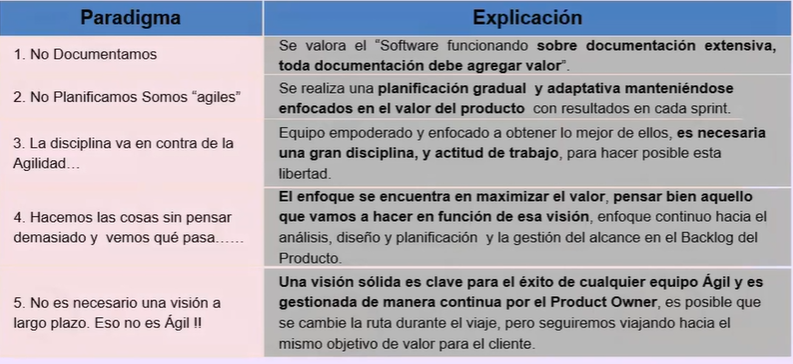 Paradigma
Explicación
1. No Documentamos
Se valora el “Software funcionando sobre documentación extensiva,
toda documentación debe agregar valor”.
2. No Planificamos Somos “agiles”
Se realiza una planificación gradual y adaptativa manteniéndose
enfocados en el valor del producto con resultados en cada sprint.
3. La disciplina va en contra de la
Agilidad…
Equipo empoderado y enfocado a obtener lo mejor de ellos, es necesaria
una gran disciplina, y actitud de trabajo, para hacer posible esta
libertad.
4. Hacemos las cosas sin pensar
demasiado y vemos qué pasa……
El enfoque se encuentra en maximizar el valor, pensar bien aquello
que vamos a hacer en función de esa visión, enfoque continuo hacia el
análisis, diseño y planificación y la gestión del alcance en el Backlog del
Producto.
5. No es necesario una visión a
largo plazo. Eso no es Ágil !!
Una visión sólida es clave para el éxito de cualquier equipo Ágil y es
gestionada de manera continua por el Product Owner, es posible que
se cambie la ruta durante el viaje, pero seguiremos viajando hacia el
mismo objetivo de valor para el cliente.